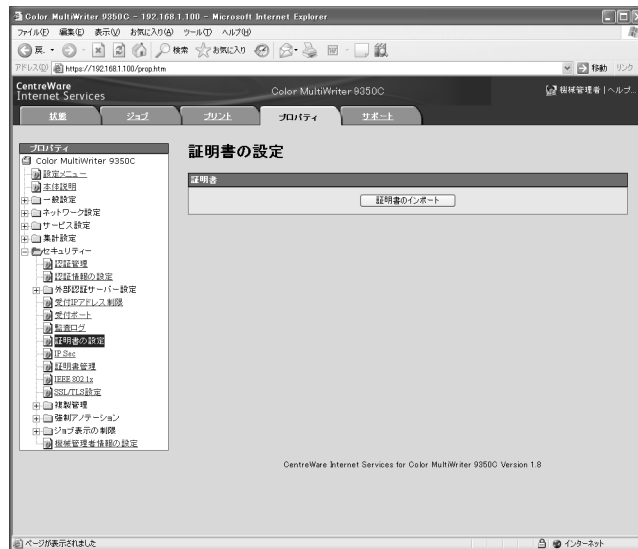 Color MultiWriter 9350C - 192.168.1.100 - Microsoft Internet Explorer
ファイル(F) 編集(E) 表示(V) お気に入り(A) ツール(T) ヘルプ(H)
戻る 検索 お気に入り
アドレス(D) https://192.168.1.100/prop.htm 移動 リンク
CentreWare
Internet Services
Color MultiWriter 9350C
機械管理者 | ヘルプ...
状態 ジョブ プリント プロパティ サポート
プロパティ
Color MultiWriter 9350C
設定メニュー
本体説明
一般設定
ネットワーク設定
サービス設定
集計設定
セキュリティー
認証管理
認証情報の設定
外部認証サーバー設定
受付IPアドレス制限
受付ポート
監査ログ
証明書の設定
IP Sec
証明書管理
IEEE 802.1x
SSL/TLS設定
複製管理
強制アノテーション
ジョブ表示の制限
機械管理者情報の設定
証明書の設定
証明書
証明書のインポート
CentreWare Internet Services for Color MultiWriter 9350C Version 1.8
ページが表示されました インターネット